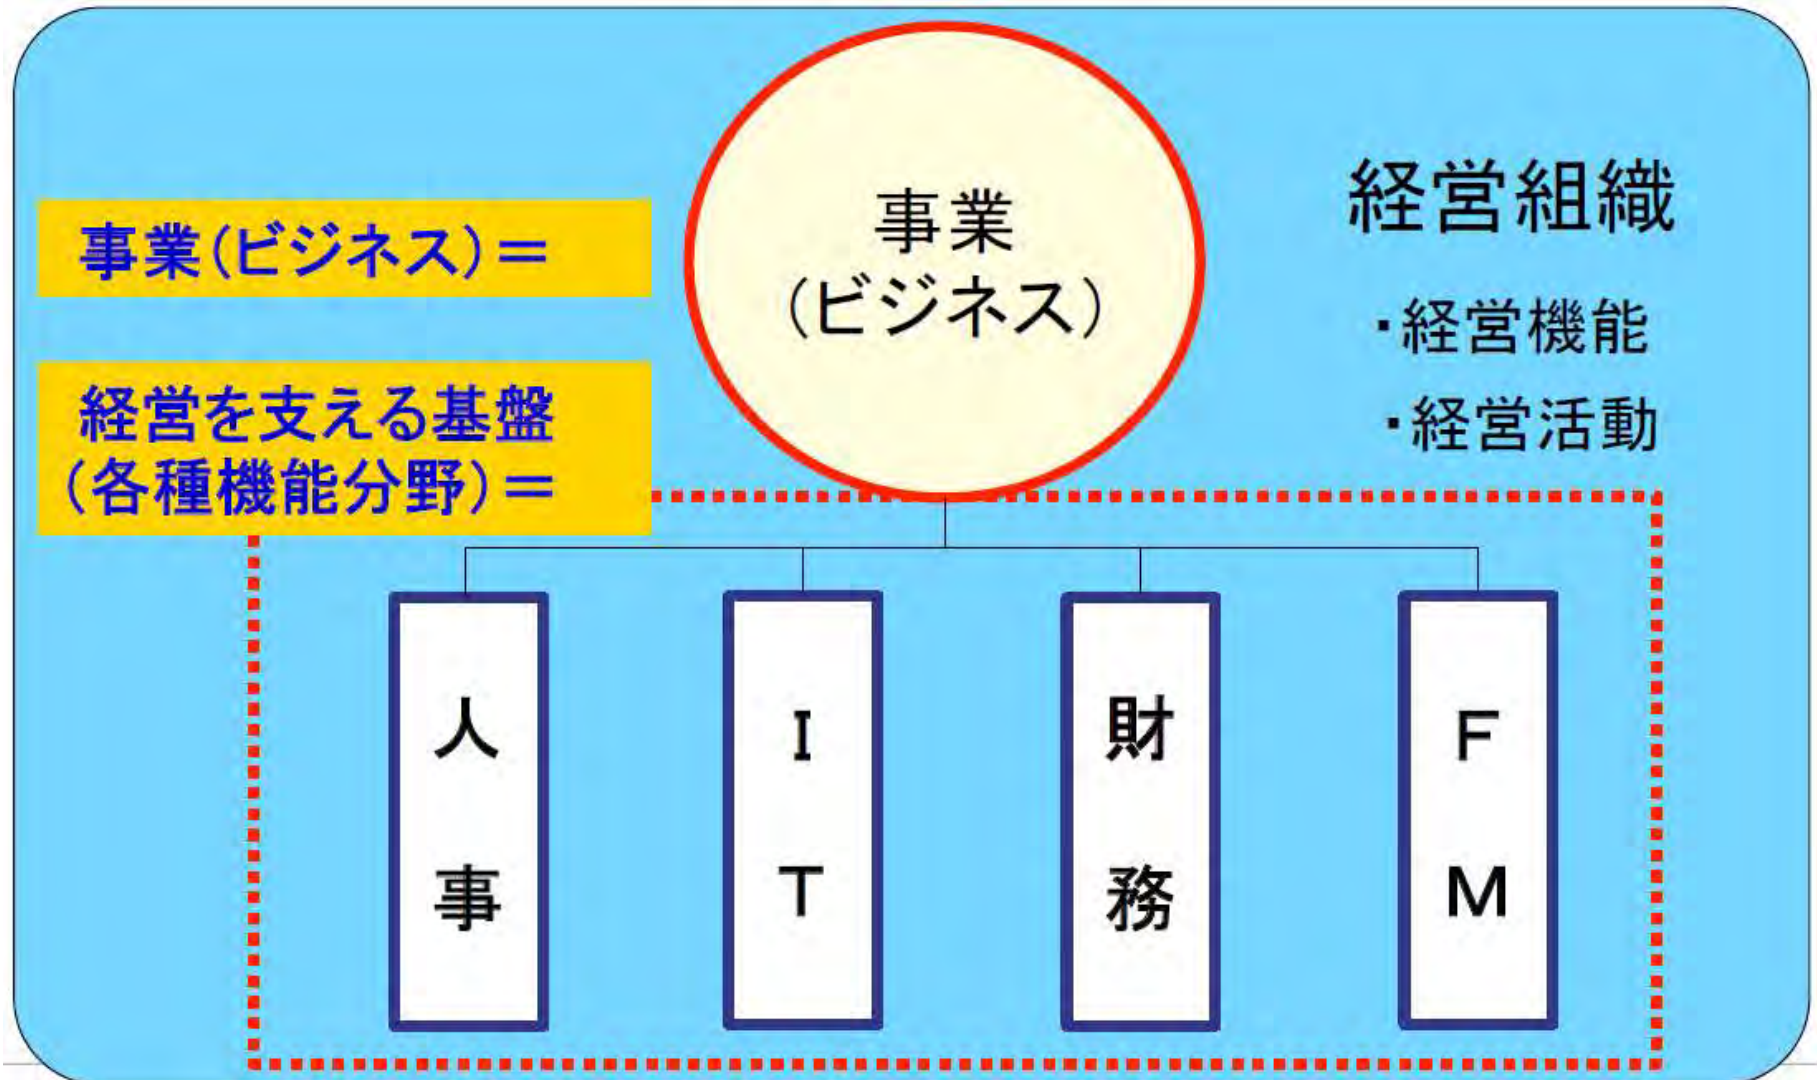 事業
（ビジネス）
経営組織
・経営機能
・経営活動
事業（ビジネス）＝
経営を支える基盤
（各種機能分野）＝
人事
ＩＴ
財務
ＦＭ